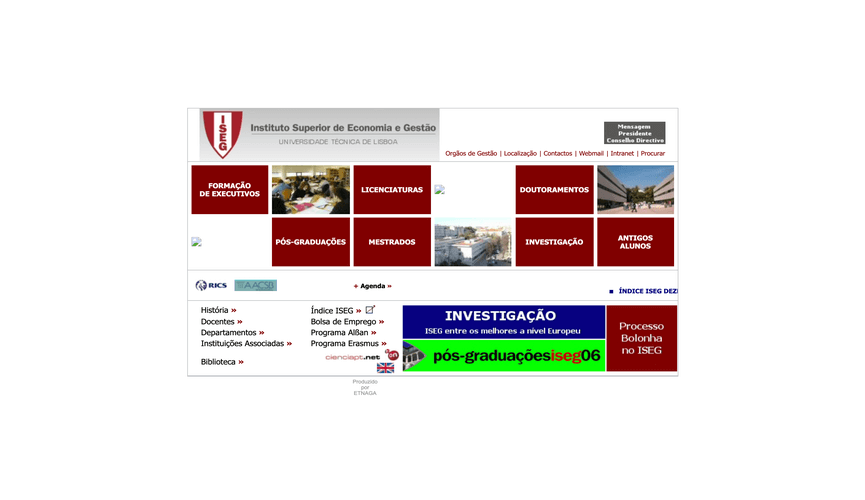 ISEG
Instituto Superior de Economia e Gestão
UNIVERSIDADE TÉCNICA DE LISBOA
Mensagem
Presidente
Conselho Directivo
Orgãos de Gestão | Localização | Contactos | Webmail | Intranet | Procurar
FORMAÇÃO
DE EXECUTIVOS
LICENCIATURAS
DOUTORAMENTOS
PÓS-GRADUAÇÕES
MESTRADOS
INVESTIGAÇÃO
ANTIGOS
ALUNOS
RICS
AACSB
+ Agenda »
ÍNDICE ISEG DEZ
História »
Docentes »
Departamentos »
Instituições Associadas »
Biblioteca »
Índice ISEG »
Bolsa de Emprego »
Programa Alßan »
Programa Erasmus »
cienciapt.net
INVESTIGAÇÃO
ISEG entre os melhores a nível Europeu
pós-graduaçõesiseg06
Processo
Bolonha
no ISEG
Produzido
por
ETNAGA